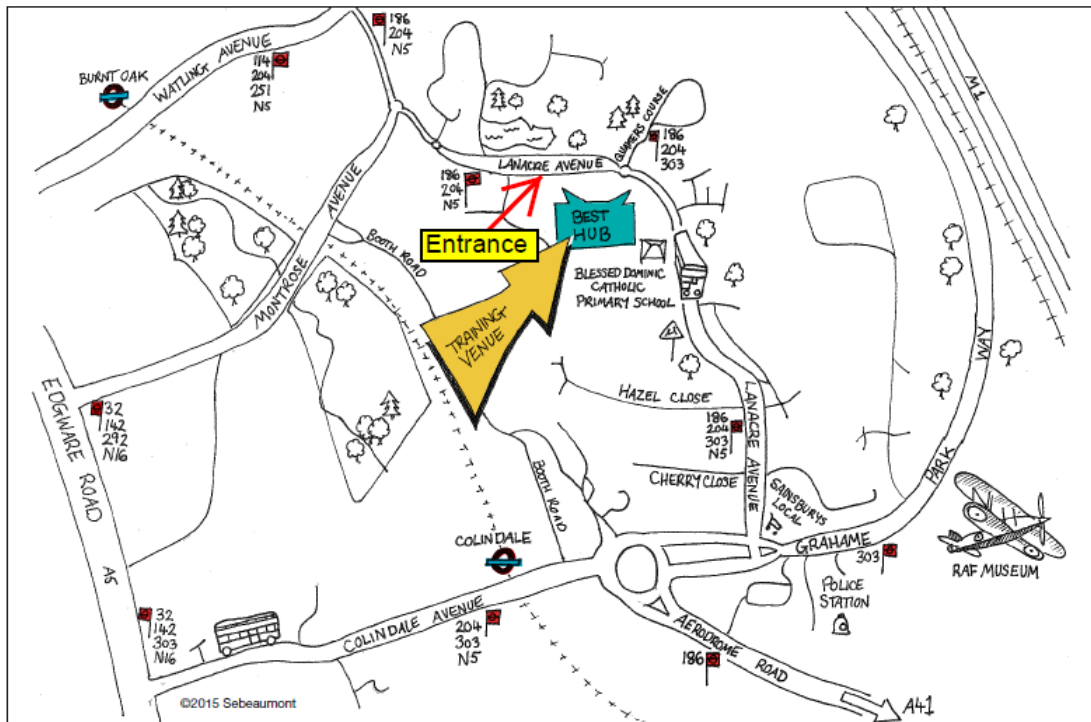 186
204
N5
114
204
251
N5
BURNT OAK
WATLING AVENUE
M1
QUAKERS COURSE
186
204
303
LANACRE AVENUE
186
204
N5
Entrance
BEST
HUB
MONTROSE AVENUE
BOOTH ROAD
BLESSED DOMINIC
CATHOLIC
PRIMARY SCHOOL
TRAINING
VENUE
EDGWARE ROAD A5
32
142
292
N16
HAZEL CLOSE
186
204
303
N5
LANACRE AVENUE
CHERRY CLOSE
SAINSBURYS
LOCAL
BOOTH ROAD
COLINDALE
GRAHAME PARK WAY
303
RAF MUSEUM
POLICE
STATION
32
142
303
N16
COLINDALE AVENUE
204
303
N5
AERODROME ROAD
186
A41
©2015 Sebeaumont